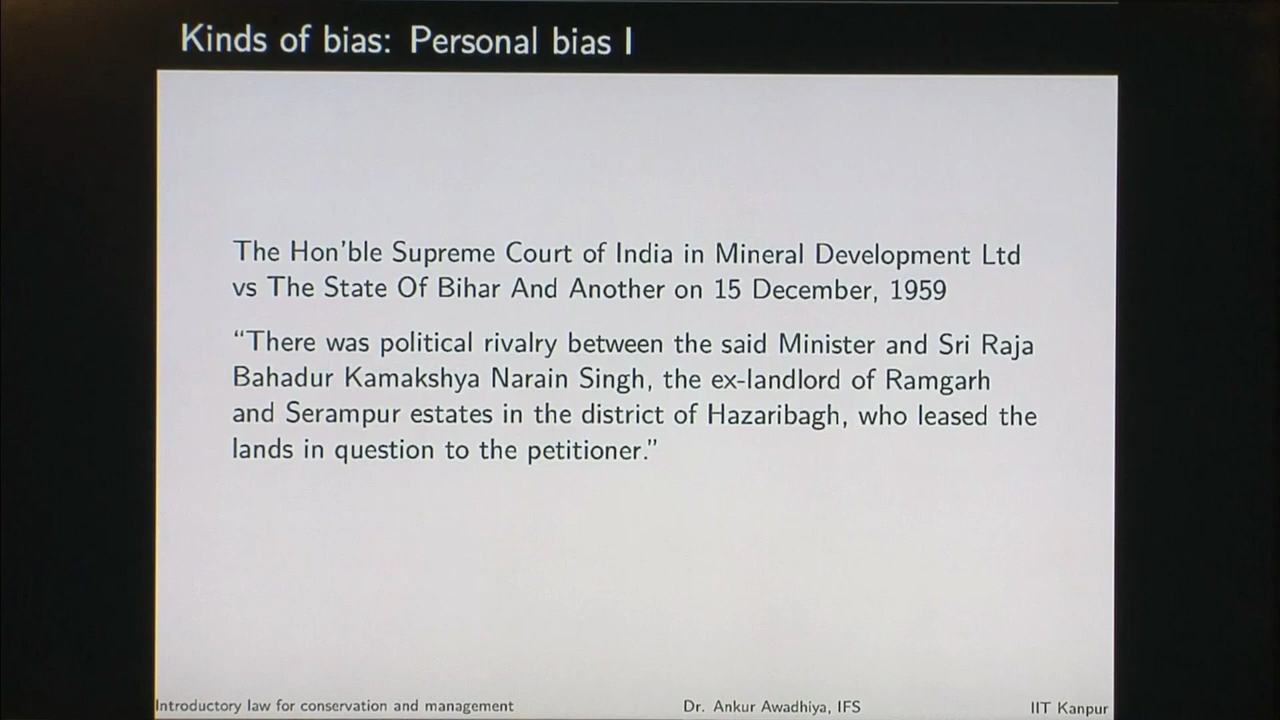 Kinds of bias: Personal bias I
The Hon'ble Supreme Court of India in Mineral Development Ltd
vs The State Of Bihar And Another on 15 December, 1959
“There was political rivalry between the said Minister and Sri Raja
Bahadur Kamakshya Narain Singh, the ex-landlord of Ramgarh
and Serampur estates in the district of Hazaribagh, who leased the
lands in question to the petitioner.”
Introductory law for conservation and management Dr. Ankur Awadhiya, IFS IIT Kanpur